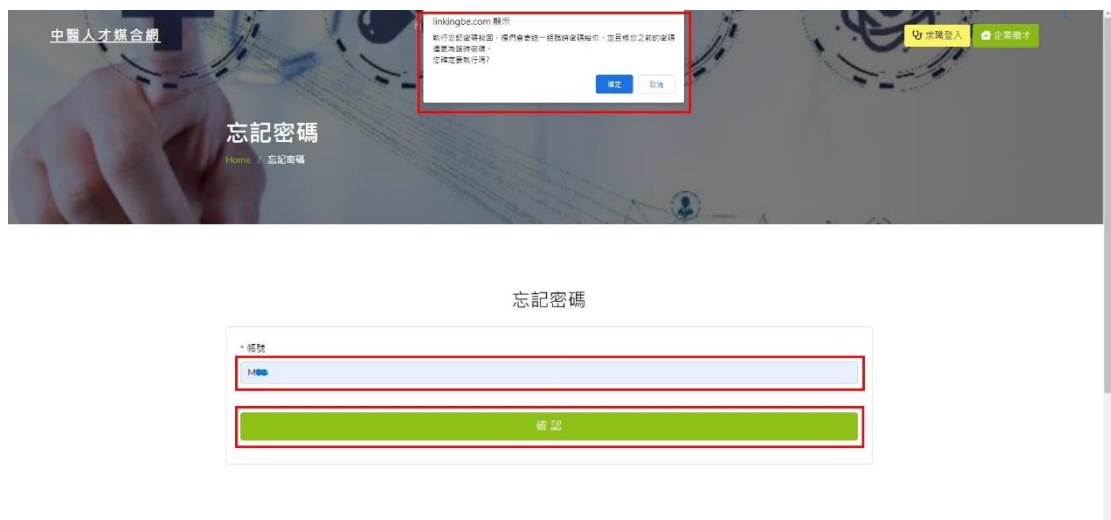 中醫人才媒合網
linkingbe.com 顯示
執行忘記密碼找回，我們會寄送一組臨時密碼給你，並且將您之前的密碼
變更為臨時密碼，
您確定要執行嗎?
確定
取消
求職登入
企業徵才
忘記密碼
Home / 忘記密碼
忘記密碼
* 帳號
M
確認